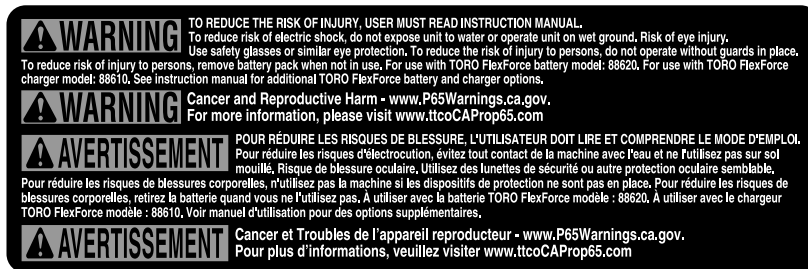 WARNING TO REDUCE THE RISK OF INJURY, USER MUST READ INSTRUCTION MANUAL.
To reduce risk of electric shock, do not expose unit to water or operate unit on wet ground. Risk of eye injury.
Use safety glasses or similar eye protection. To reduce the risk of injury to persons, do not operate without guards in place.
To reduce risk of injury to persons, remove battery pack when not in use. For use with TORO FlexForce battery model: 88620. For use with TORO FlexForce
charger model: 88610. See instruction manual for additional TORO FlexForce battery and charger options.
WARNING Cancer and Reproductive Harm - www.P65Warnings.ca.gov.
For more information, please visit www.ttcoCAProp65.com
AVERTISSEMENT POUR RÉDUIRE LES RISQUES DE BLESSURE, L'UTILISATEUR DOIT LIRE ET COMPRENDRE LE MODE D'EMPLOI.
Pour réduire les risques d'électrocution, évitez tout contact de la machine avec l'eau et ne l'utilisez pas sur sol
mouillé. Risque de blessure oculaire. Utilisez des lunettes de sécurité ou autre protection oculaire semblable.
Pour réduire les risques de blessures corporelles, n'utilisez pas la machine si les dispositifs de protection ne sont pas en place. Pour réduire les risques de
blessures corporelles, retirez la batterie quand vous ne l'utilisez pas. À utiliser avec la batterie TORO FlexForce modèle : 88620. À utiliser avec le chargeur
TORO FlexForce modèle : 88610. Voir manuel d'utilisation pour des options supplémentaires.
AVERTISSEMENT Cancer et Troubles de l'appareil reproducteur - www.P65Warnings.ca.gov.
Pour plus d'informations, veuillez visiter www.ttcoCAProp65.com